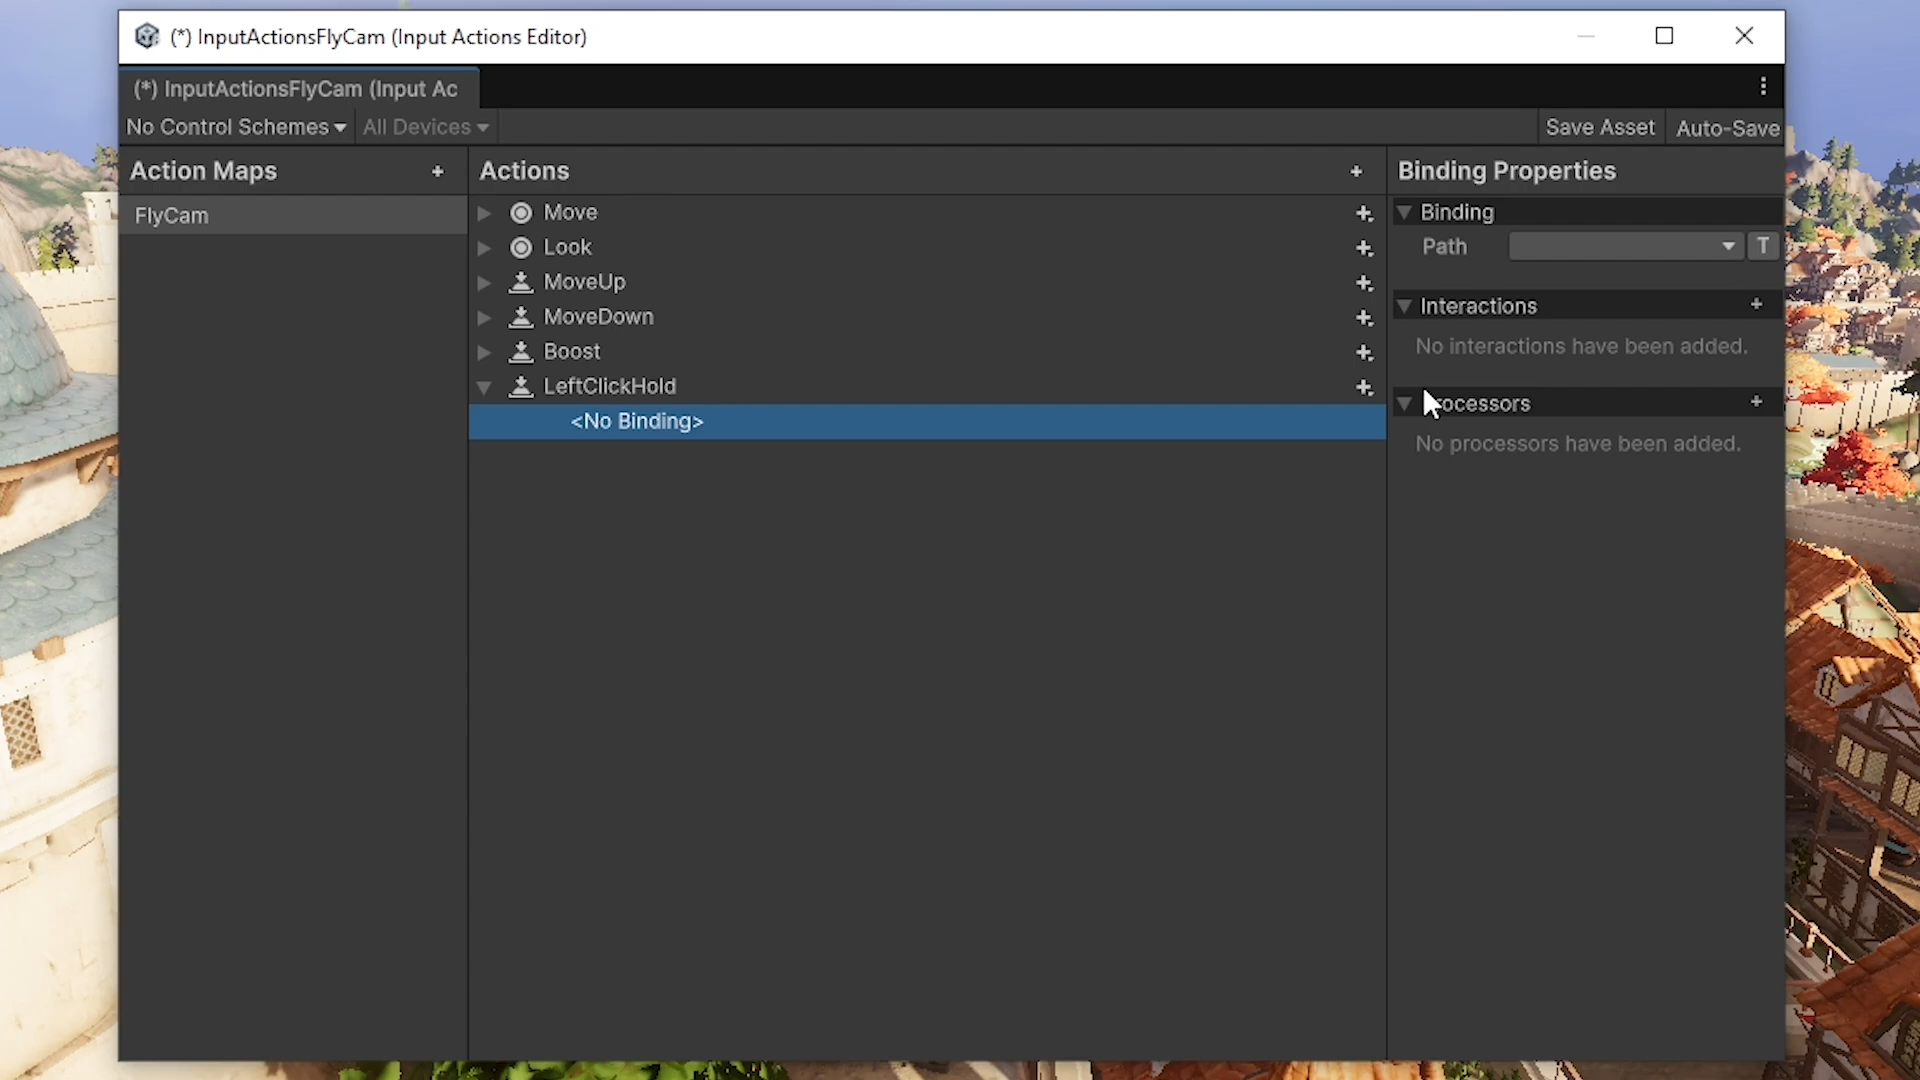 (*) InputActionsFlyCam (Input Actions Editor)
(*) InputActionsFlyCam (Input Ac
No Control Schemes
All Devices
Save Asset
Auto-Save
Action Maps
+
Actions
+
Binding Properties
FlyCam
Move
Look
MoveUp
MoveDown
Boost
LeftClickHold
<No Binding>
Binding
Path
T
Interactions
+
No interactions have been added.
ocessors
+
No processors have been added.